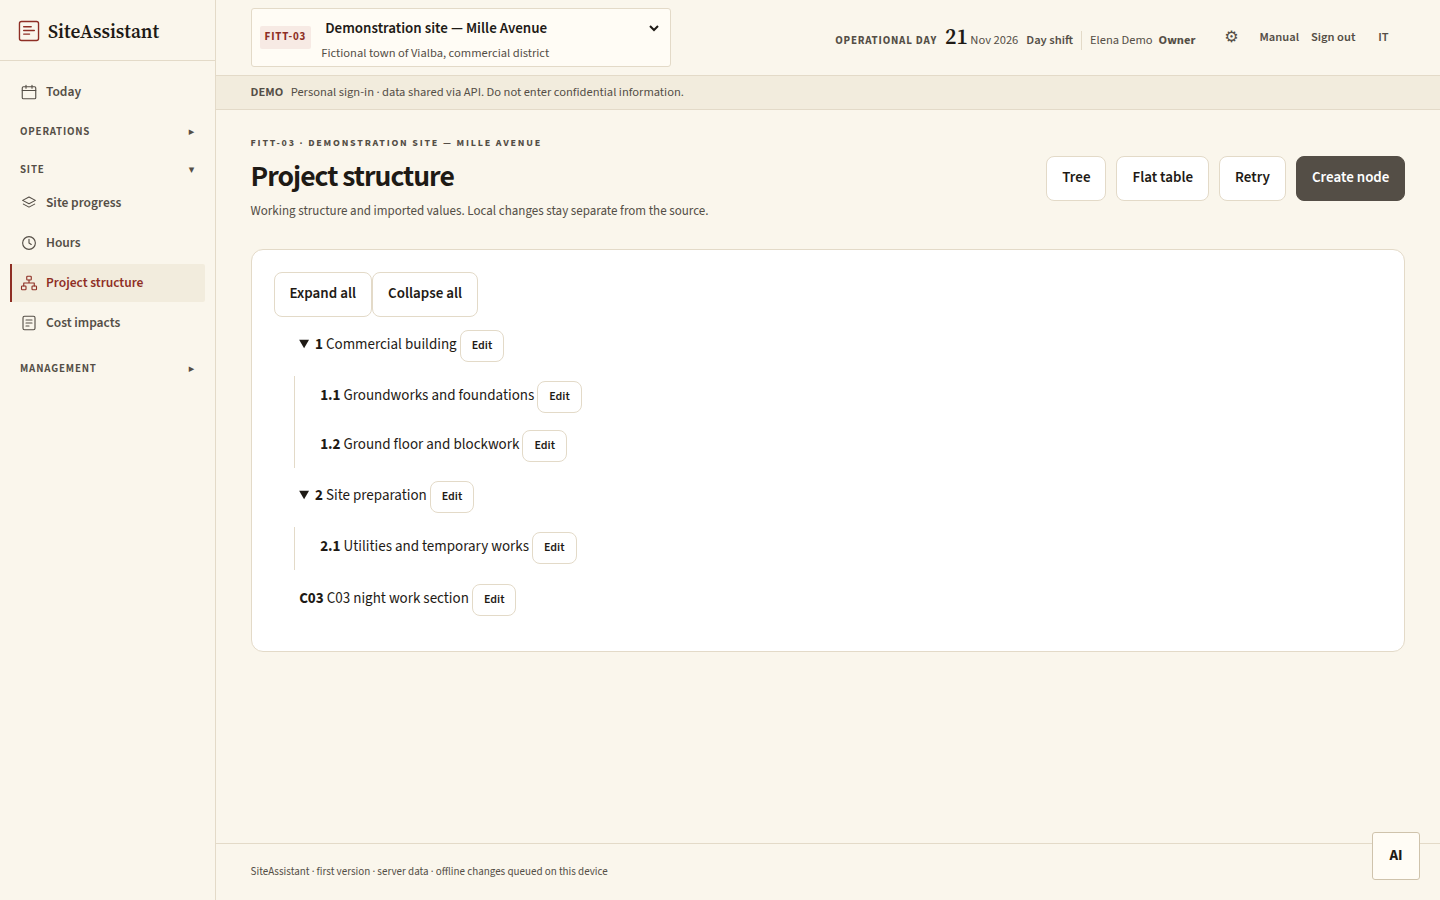 SiteAssistant
FITT-03 Demonstration site — Mille Avenue
Fictional town of Vialba, commercial district
OPERATIONAL DAY 21 Nov 2026 Day shift Elena Demo Owner ⚙ Manual Sign out IT
DEMO Personal sign-in · data shared via API. Do not enter confidential information.
Today
OPERATIONS
SITE
Site progress
Hours
Project structure
Cost impacts
MANAGEMENT
FITT-03 · DEMONSTRATION SITE — MILLE AVENUE
Project structure
Working structure and imported values. Local changes stay separate from the source.
Tree Flat table Retry Create node
Expand all Collapse all
1 Commercial building Edit
1.1 Groundworks and foundations Edit
1.2 Ground floor and blockwork Edit
2 Site preparation Edit
2.1 Utilities and temporary works Edit
C03 C03 night work section Edit
SiteAssistant · first version · server data · offline changes queued on this device
AI